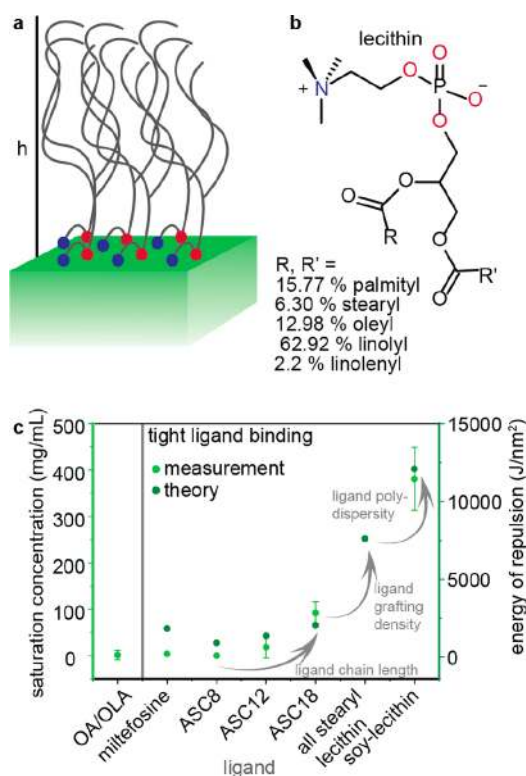 a
h
b
lecithin
O
O
P
O⁻
N
+
O
O
O
R
O
O
R'
R, R' =
15.77 % palmityl
6.30 % stearyl
12.98 % oleyl
62.92 % linolyl
2.2 % linolenyl
c
saturation concentration (mg/mL)
500
400
300
200
100
0
tight ligand binding
measurement
theory
ligand poly-
dispersity
ligand
grafting
density
ligand chain length
15000
10000
5000
0
energy of repulsion (J/nm²)
OA/OLA
miltefosine
ASC8
ASC12
ASC18
all stearyl
lecithin
soy-lecithin
ligand